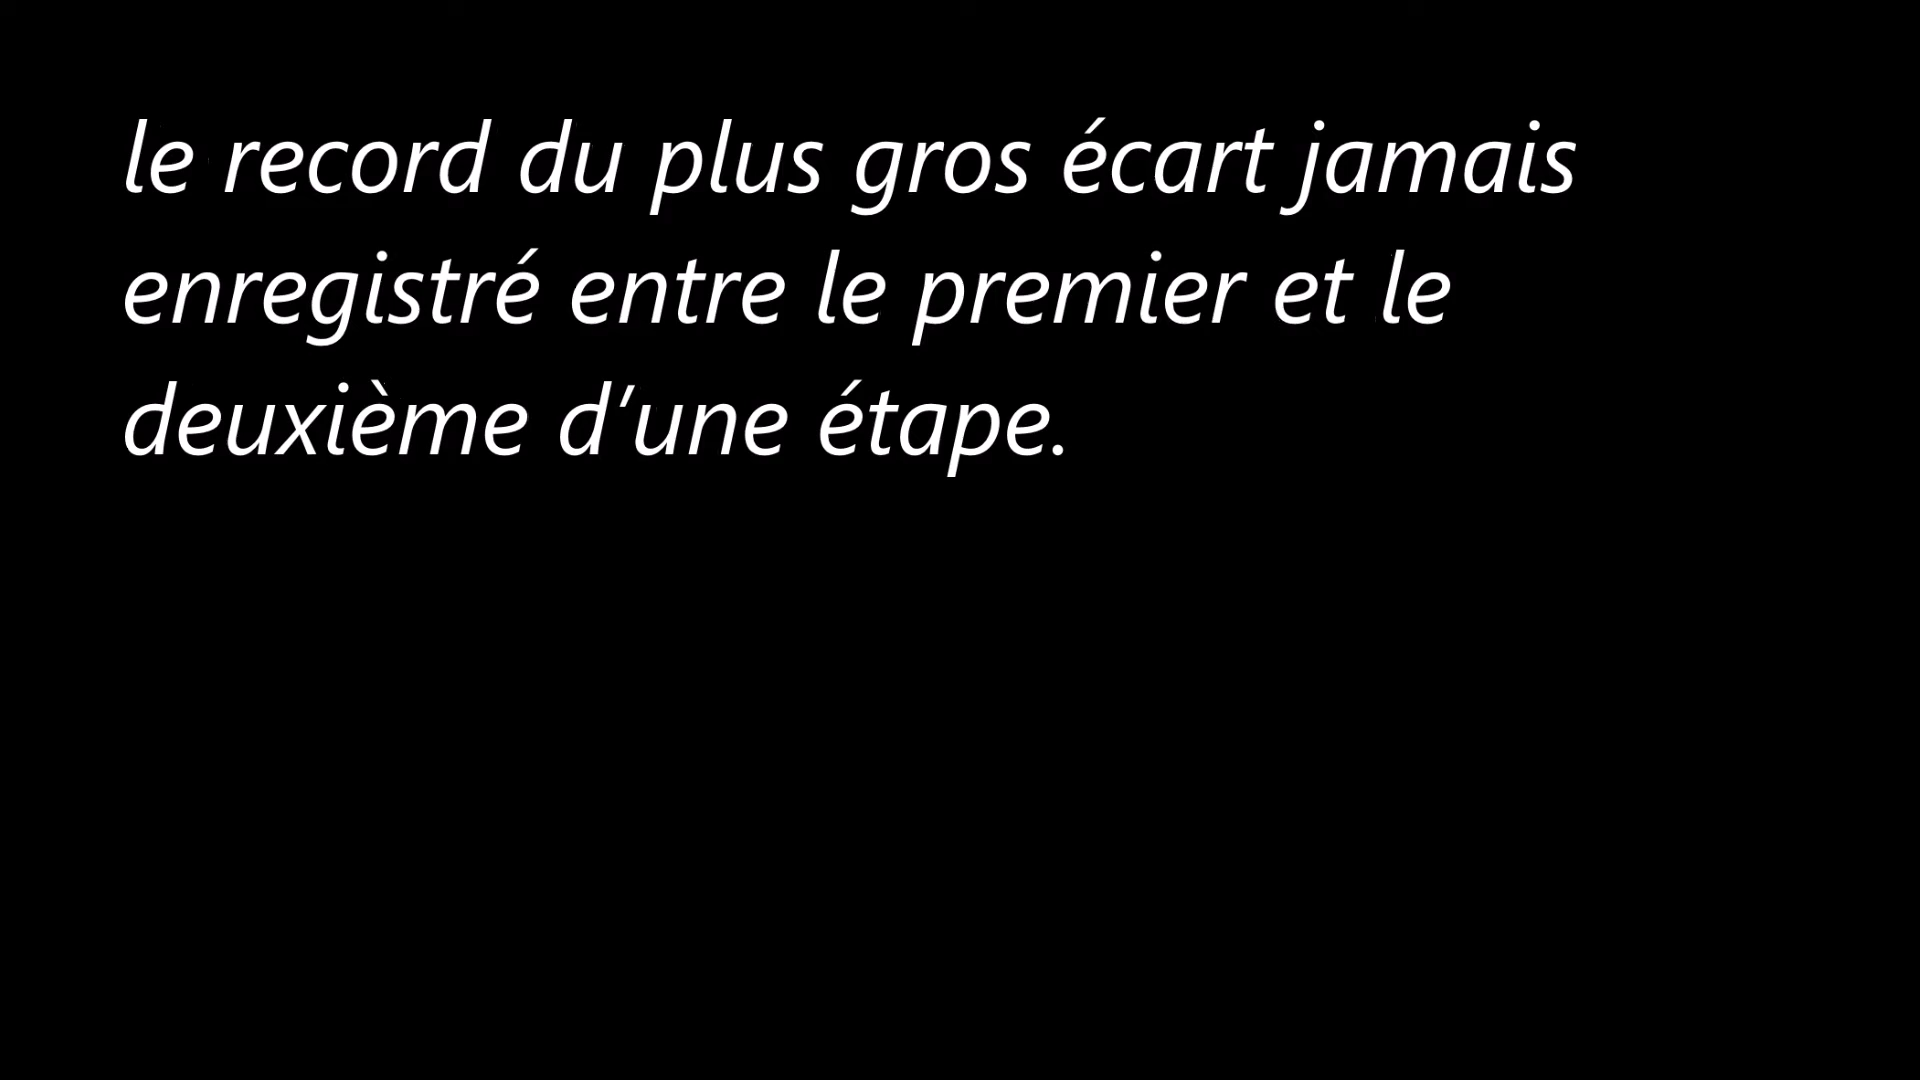 le record du plus gros écart jamais
enregistré entre le premier et le
deuxième d’une étape.